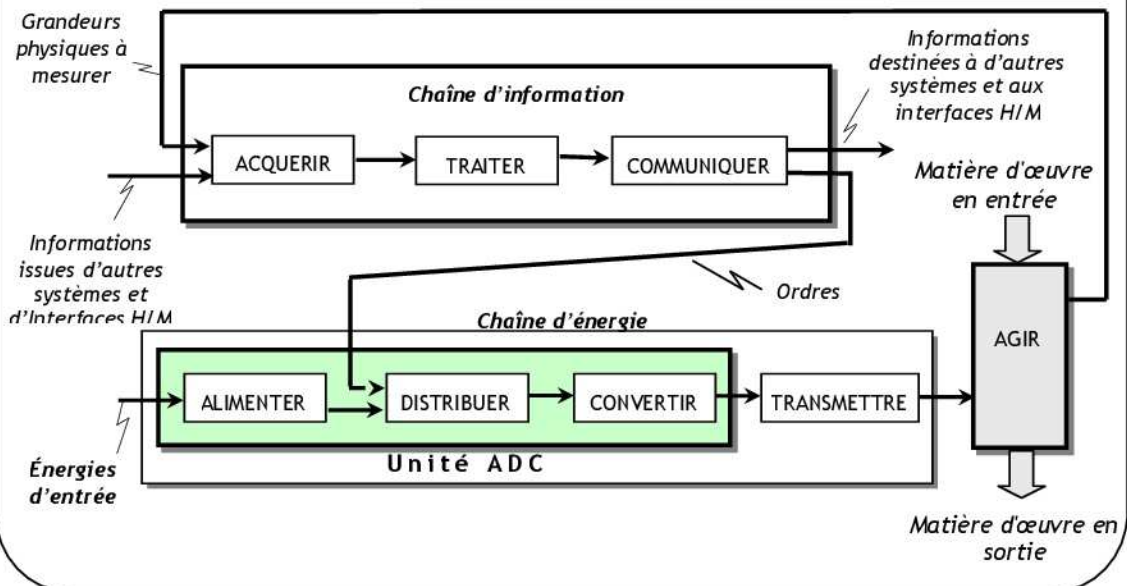 Grandeurs
physiques à
mesurer
Informations
destinées à d'autres
systèmes et aux
interfaces H/M
Chaîne d'information
ACQUERIR
TRAITER
COMMUNIQUER
Matière d'œuvre
en entrée
Informations
issues d'autres
systèmes et
d'Interfaces H/M
Ordres
Chaîne d'énergie
AGIR
ALIMENTER
DISTRIBUER
CONVERTIR
TRANSMETTRE
Unité ADC
Énergies
d'entrée
Matière d'œuvre en
sortie